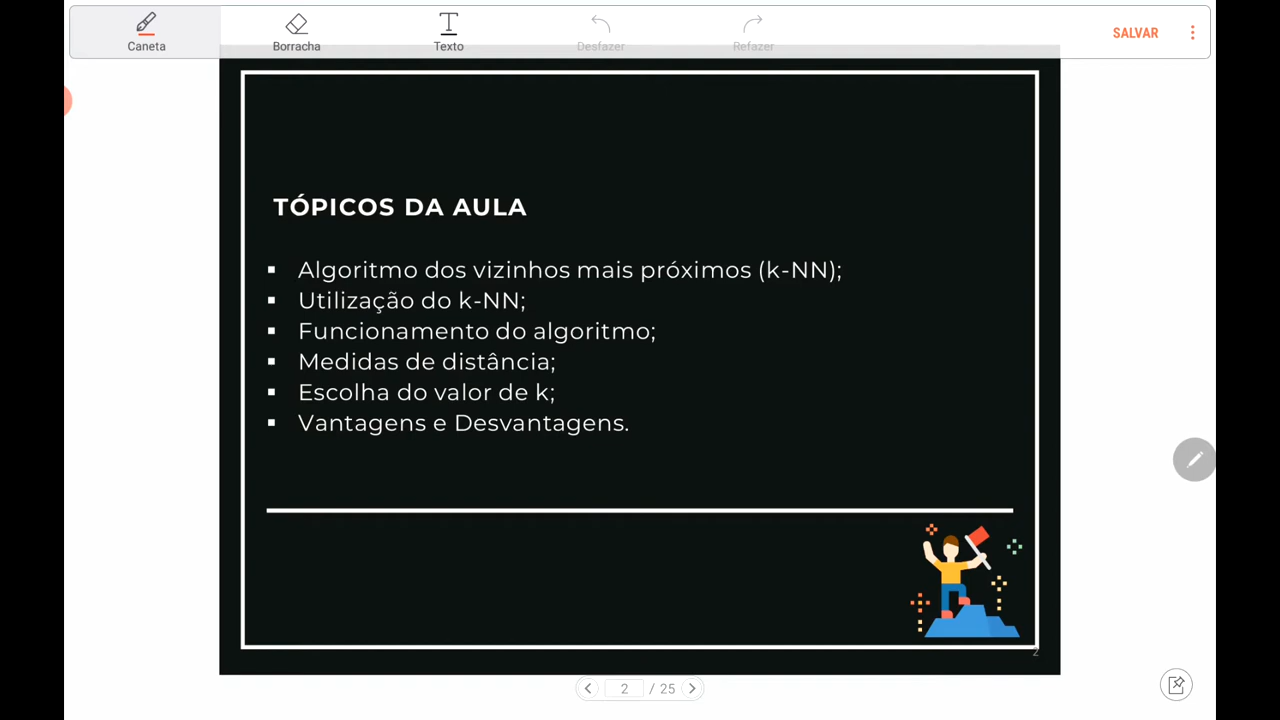 Caneta
Borracha
Texto
Desfazer
Refazer
SALVAR
TÓPICOS DA AULA
▪ Algoritmo dos vizinhos mais próximos (k-NN);
▪ Utilização do k-NN;
▪ Funcionamento do algoritmo;
▪ Medidas de distância;
▪ Escolha do valor de k;
▪ Vantagens e Desvantagens.
2
2 / 25